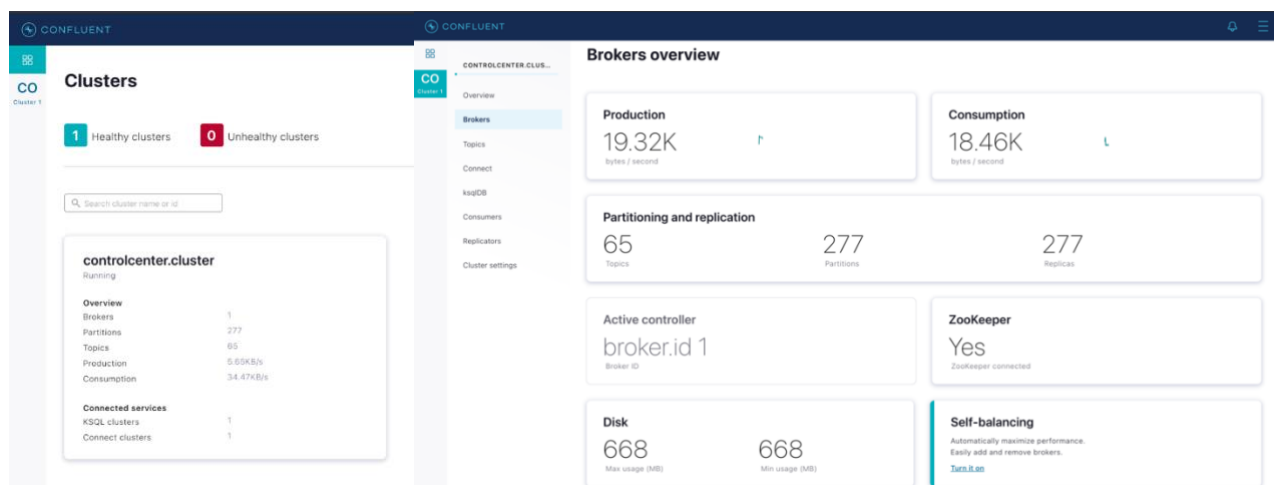 CONFLUENT
CO
Cluster 1
Clusters
1 Healthy clusters 0 Unhealthy clusters
Search cluster name or id
controlcenter.cluster
Running
Overview
Brokers 1
Partitions 277
Topics 65
Production 5.65KB/s
Consumption 34.47KB/s
Connected services
KSQL clusters 1
Connect clusters 1
CONFLUENT
CO
Cluster 1
CONTROLCENTER.CLUS...
Overview
Brokers
Topics
Connect
ksqlDB
Consumers
Replicators
Cluster settings
Brokers overview
Production
19.32K
bytes / second
Consumption
18.46K
bytes / second
Partitioning and replication
65 277 277
Topics Partitions Replicas
Active controller
broker.id 1
Broker ID
ZooKeeper
Yes
ZooKeeper connected
Disk
668 668
Max usage (MB) Min usage (MB)
Self-balancing
Automatically maximize performance.
Easily add and remove brokers.
Turn it on